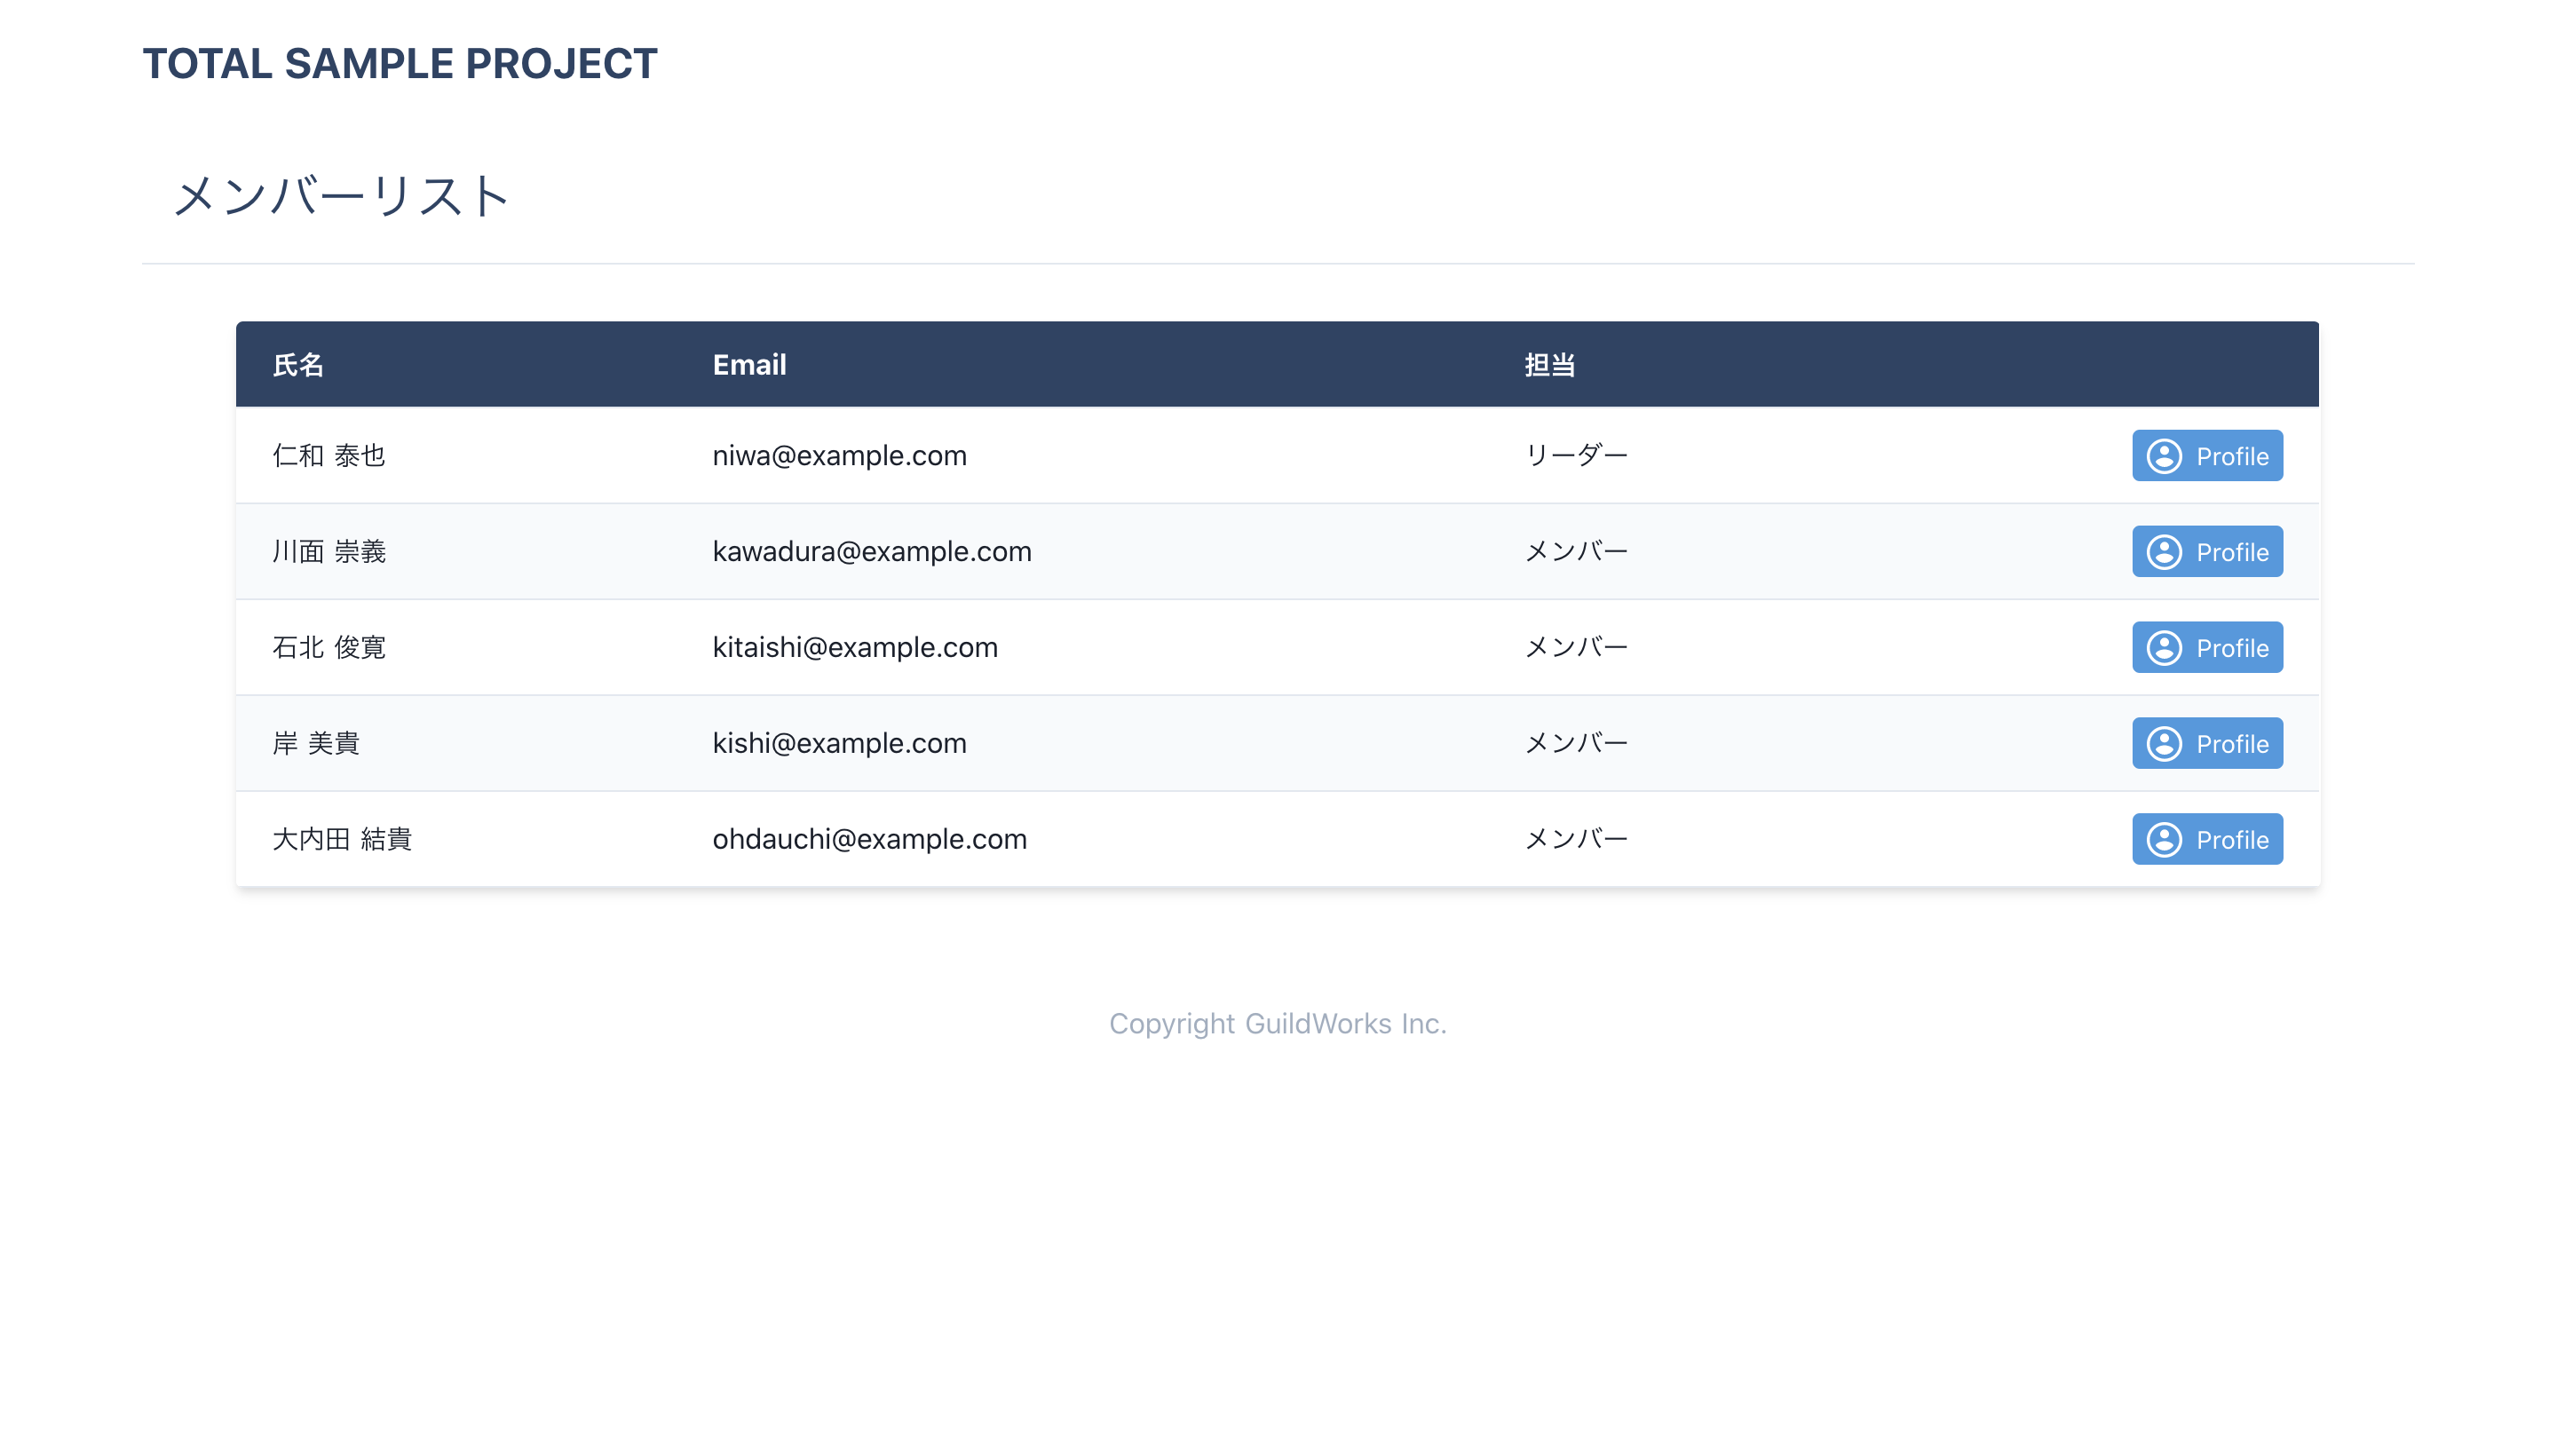 TOTAL SAMPLE PROJECT
メンバーリスト
氏名 Email 担当
仁和 泰也 niwa@example.com リーダー Profile
川面 崇義 kawadura@example.com メンバー Profile
石北 俊寛 kitaishi@example.com メンバー Profile
岸 美貴 kishi@example.com メンバー Profile
大内田 結貴 ohdauchi@example.com メンバー Profile
Copyright GuildWorks Inc.